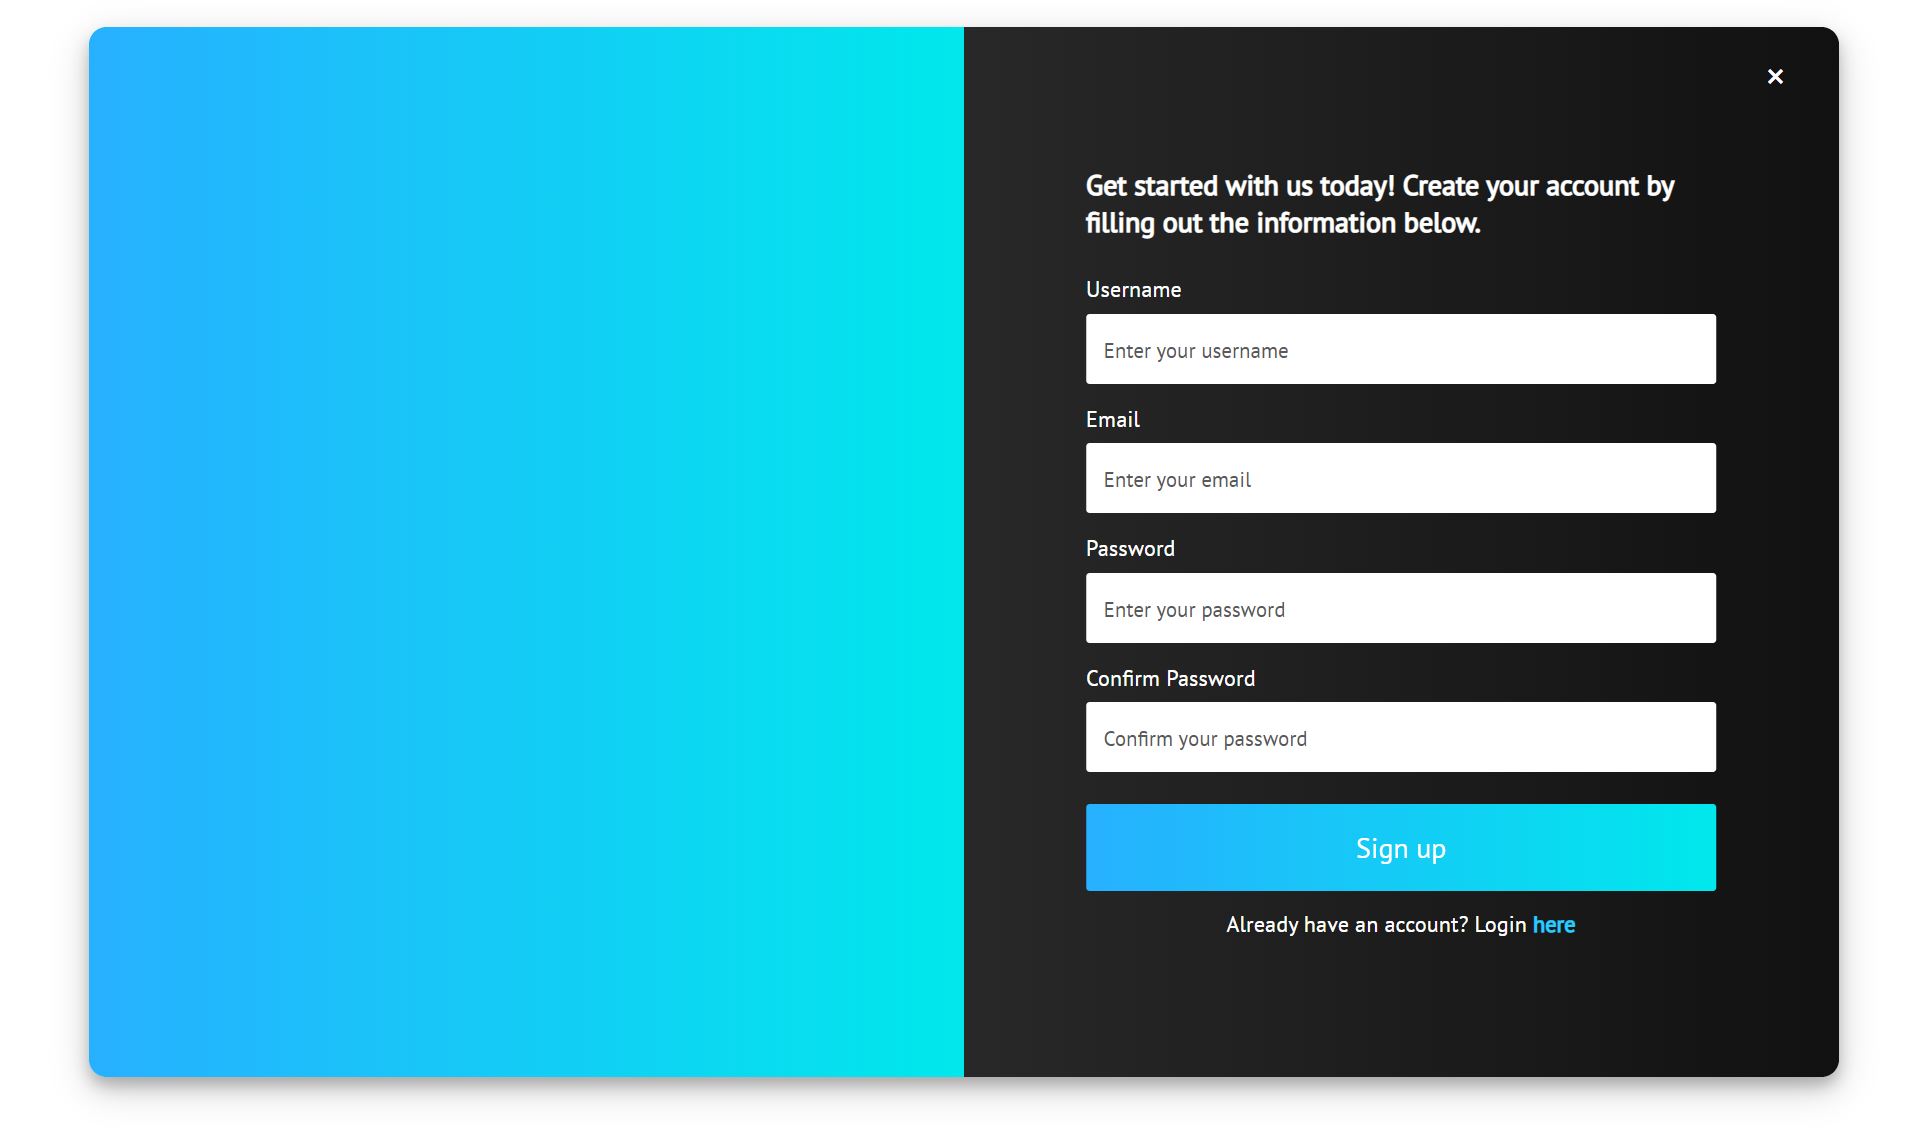 ×
Get started with us today! Create your account by
filling out the information below.
Username
Enter your username
Email
Enter your email
Password
Enter your password
Confirm Password
Confirm your password
Sign up
Already have an account? Login here